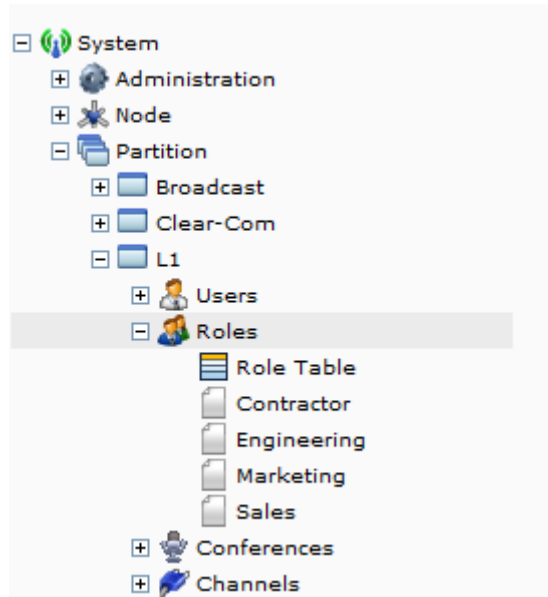 System
Administration
Node
Partition
Broadcast
Clear-Com
L1
Users
Roles
Role Table
Contractor
Engineering
Marketing
Sales
Conferences
Channels